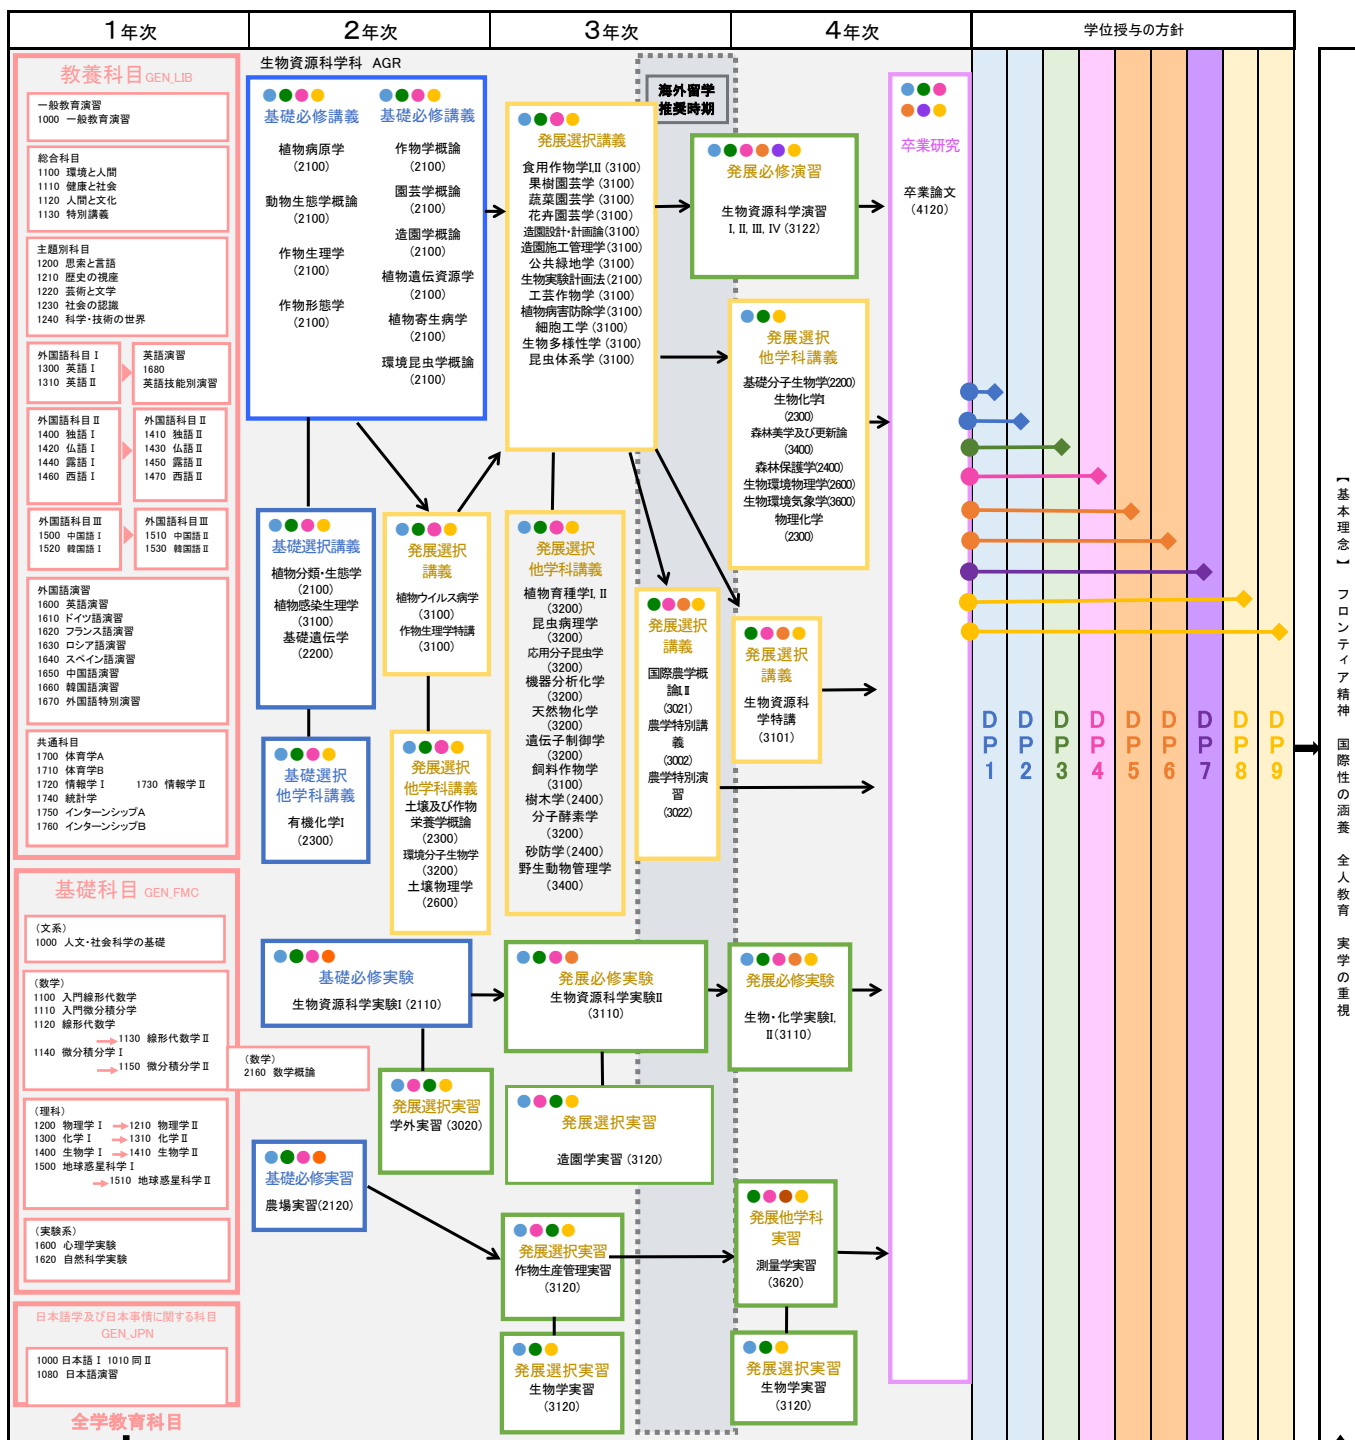 1年次
2年次
3年次
4年次
学位授与の方針
教養科目 GEN_LIB
一般教育演習
1000 一般教育演習
総合科目
1100 環境と人間
1110 健康と社会
1120 人間と文化
1130 特別講義
主題別科目
1200 思索と言語
1210 歴史の視座
1220 芸術と文学
1230 社会の認識
1240 科学・技術の世界
外国語科目Ⅰ
1300 英語Ⅰ
1310 英語Ⅱ
英語演習
1680
英語技能別演習
外国語科目Ⅱ
1400 独語Ⅰ
1420 仏語Ⅰ
1440 露語Ⅰ
1460 西語Ⅰ
外国語科目Ⅱ
1410 独語Ⅱ
1430 仏語Ⅱ
1450 露語Ⅱ
1470 西語Ⅱ
外国語科目Ⅲ
1500 中国語Ⅰ
1520 韓国語Ⅰ
外国語科目Ⅲ
1510 中国語Ⅱ
1530 韓国語Ⅱ
外国語演習
1600 英語演習
1610 ドイツ語演習
1620 フランス語演習
1630 ロシア語演習
1640 スペイン語演習
1650 中国語演習
1660 韓国語演習
1670 外国語特別演習
共通科目
1700 体育学A
1710 体育学B
1720 情報学Ⅰ 1730 情報学Ⅱ
1740 統計学
1750 インターンシップA
1760 インターンシップB
基礎科目 GEN_FMC
(文系)
1000 人文・社会科学の基礎
(数学)
1100 入門線形代数学
1110 入門微分積分学
1120 線形代数学
1130 線形代数学Ⅱ
1140 微分積分学Ⅰ
1150 微分積分学Ⅱ
(数学)
2160 数学概論
(理科)
1200 物理学Ⅰ 1210 物理学Ⅱ
1300 化学Ⅰ 1310 化学Ⅱ
1400 生物学Ⅰ 1410 生物学Ⅱ
1500 地球惑星科学Ⅰ
1510 地球惑星科学Ⅱ
(実験系)
1600 心理学実験
1620 自然科学実験
日本語学及び日本事情に関する科目
GEN_JPN
1000 日本語Ⅰ 1010 同Ⅱ
1080 日本語演習
全学教育科目
生物資源科学科 AGR
基礎必修講義
植物病原学
(2100)
動物生態学概論
(2100)
作物生理学
(2100)
作物形態学
(2100)
基礎必修講義
作物学概論
(2100)
園芸学概論
(2100)
造園学概論
(2100)
植物遺伝資源学
(2100)
植物寄生病学
(2100)
環境昆虫学概論
(2100)
基礎選択講義
植物分類・生態学
(2100)
植物感染生理学
(3100)
基礎遺伝学
(2200)
発展選択
講義
植物ウイルス病学
(3100)
作物生理学特講
(3100)
基礎選択
他学科講義
有機化学Ⅰ
(2300)
発展選択
他学科講義
土壌及び作物
栄養学概論
(2300)
環境分子生物学
(3200)
土壌物理学
(2600)
基礎必修実験
生物資源科学実験Ⅰ (2110)
発展選択実習
学外実習 (3020)
基礎必修実習
農場実習(2120)
発展選択講義
食用作物学Ⅰ,Ⅱ (3100)
果樹園芸学 (3100)
蔬菜園芸学 (3100)
花卉園芸学(3100)
造園設計・計画論(3100)
造園施工管理学(3100)
公共緑地学 (3100)
生物実験計画法(2100)
工芸作物学 (3100)
植物病害防除学(3100)
細胞工学 (3100)
生物多様性学 (3100)
昆虫体系学 (3100)
発展選択
他学科講義
植物育種学Ⅰ, Ⅱ
(3200)
昆虫病理学
(3200)
応用分子昆虫学
(3200)
機器分析化学
(3200)
天然物化学
(3200)
遺伝子制御学
(3200)
飼料作物学
(3100)
樹木学(2400)
分子酵素学
(3200)
砂防学(2400)
野生動物管理学
(3400)
発展必修実験
生物資源科学実験Ⅱ
(3110)
発展選択実習
造園学実習 (3120)
発展選択実習
作物生産管理実習
(3120)
発展選択実習
生物学実習
(3120)
海外留学
推奨時期
発展必修演習
生物資源科学演習
Ⅰ, Ⅱ, Ⅲ, Ⅳ (3122)
発展選択
講義
国際農学概
論Ⅰ,Ⅱ
(3021)
農学特別講
義
(3002)
農学特別演
習
(3022)
発展選択
他学科講義
基礎分子生物学(2200)
生物化学Ⅰ
(2300)
森林美学及び更新論
(3400)
森林保護学(2400)
生物環境物理学(2600)
生物環境気象学(3600)
物理化学
(2300)
発展選択
講義
生物資源科
学特講
(3101)
発展必修実験
生物・化学実験Ⅰ,
Ⅱ(3110)
発展他学科
実習
測量学実習
(3620)
発展選択実習
生物学実習
(3120)
卒業研究
卒業論文
(4120)
DP1
DP2
DP3
DP4
DP5
DP6
DP7
DP8
DP9
【基本理念】 フロンティア精神 国際性の涵養 全人教育 実学の重視